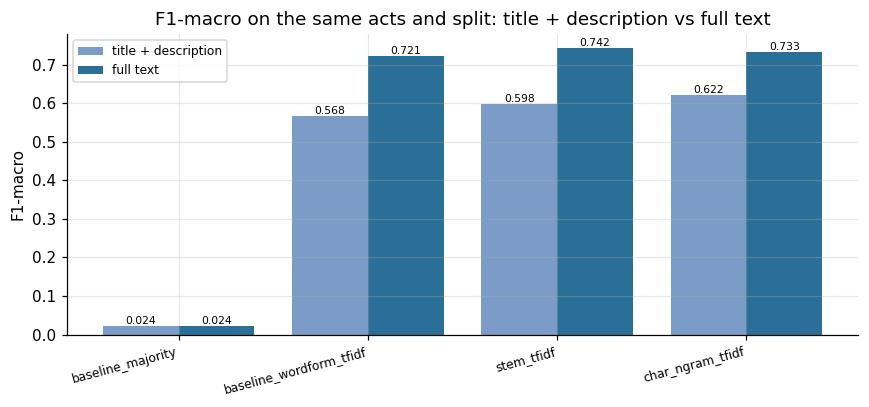 F1-macro on the same acts and split: title + description vs full text
title + description
full text
F1-macro
0.7
0.6
0.5
0.4
0.3
0.2
0.1
0.0
0.024
0.024
0.568
0.721
0.598
0.742
0.622
0.733
baseline_majority
baseline_wordform_tfidf
stem_tfidf
char_ngram_tfidf